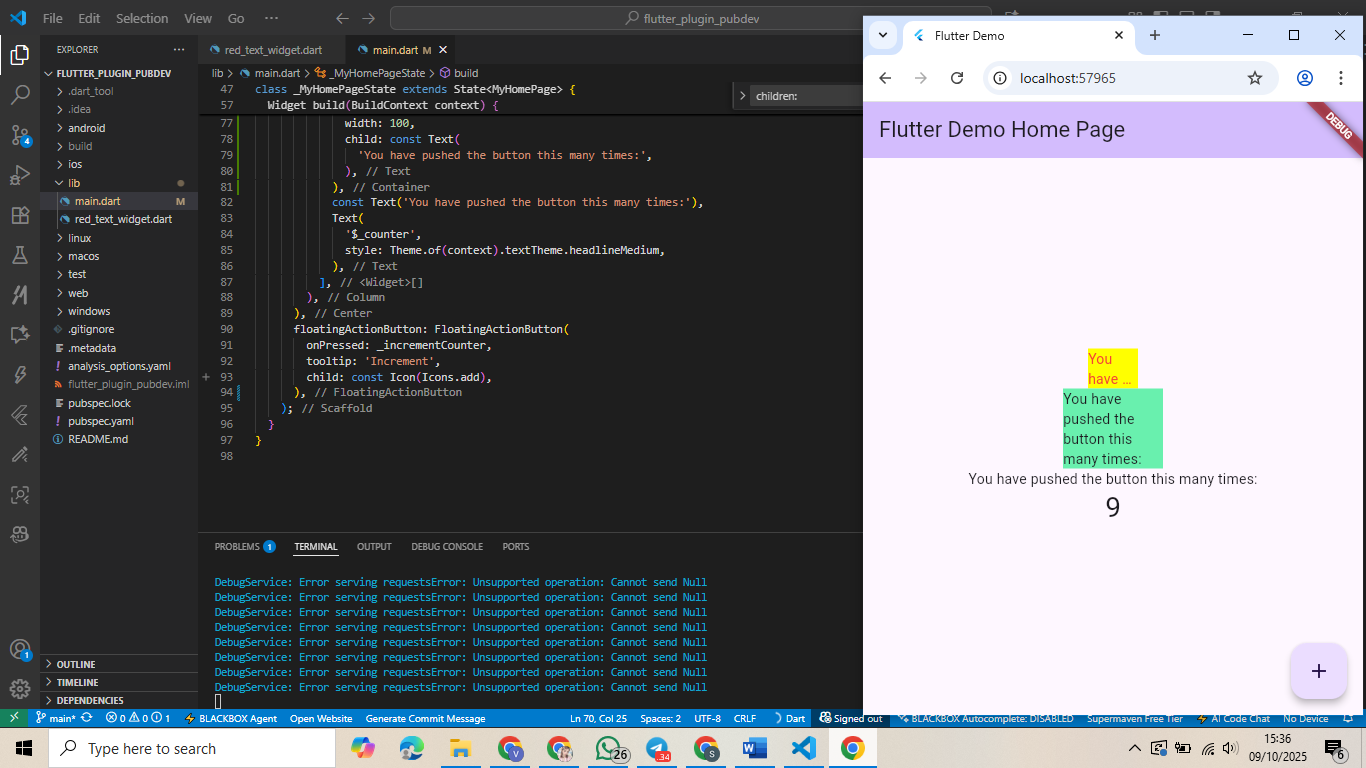 File Edit Selection View Go ··· flutter_plugin_pubdev
EXPLORER ···
FLUTTER_PLUGIN_PUBDEV
.dart_tool
.idea
android
build
ios
lib
main.dart M
red_text_widget.dart
linux
macos
test
web
windows
.gitignore
.metadata
analysis_options.yaml
flutter_plugin_pubdev.iml
pubspec.lock
pubspec.yaml
README.md
OUTLINE
TIMELINE
DEPENDENCIES
4
1
red_text_widget.dart main.dart M
lib > main.dart > _MyHomePageState > build
47 class _MyHomePageState extends State<MyHomePage> {
57 Widget build(BuildContext context) {
children:
77 width: 100,
78 child: const Text(
79 'You have pushed the button this many times:',
80 ), // Text
81 ), // Container
82 const Text('You have pushed the button this many times:'),
83 Text(
84 '$_counter',
85 style: Theme.of(context).textTheme.headlineMedium,
86 ), // Text
87 ], // <Widget>[]
88 ), // Column
89 ), // Center
90 floatingActionButton: FloatingActionButton(
91 onPressed: _incrementCounter,
92 tooltip: 'Increment',
93 child: const Icon(Icons.add),
94 ), // FloatingActionButton
95 ); // Scaffold
96 }
97 }
98
PROBLEMS 1 TERMINAL OUTPUT DEBUG CONSOLE PORTS
DebugService: Error serving requestsError: Unsupported operation: Cannot send Null
DebugService: Error serving requestsError: Unsupported operation: Cannot send Null
DebugService: Error serving requestsError: Unsupported operation: Cannot send Null
DebugService: Error serving requestsError: Unsupported operation: Cannot send Null
DebugService: Error serving requestsError: Unsupported operation: Cannot send Null
DebugService: Error serving requestsError: Unsupported operation: Cannot send Null
DebugService: Error serving requestsError: Unsupported operation: Cannot send Null
DebugService: Error serving requestsError: Unsupported operation: Cannot send Null
Flutter Demo
localhost:57965
Flutter Demo Home Page
DEBUG
You
have …
You have
pushed the
button this
many times:
You have pushed the button this many times:
9
main* 0 0 1 BLACKBOX Agent Open Website Generate Commit Message Ln 70, Col 25 Spaces: 2 UTF-8 CRLF Dart Signed out BLACKBOX Autocomplete: DISABLED Supermaven Free Tier AI Code Chat No Device
Type here to search
V
26
.34
S
15:36
09/10/2025
6